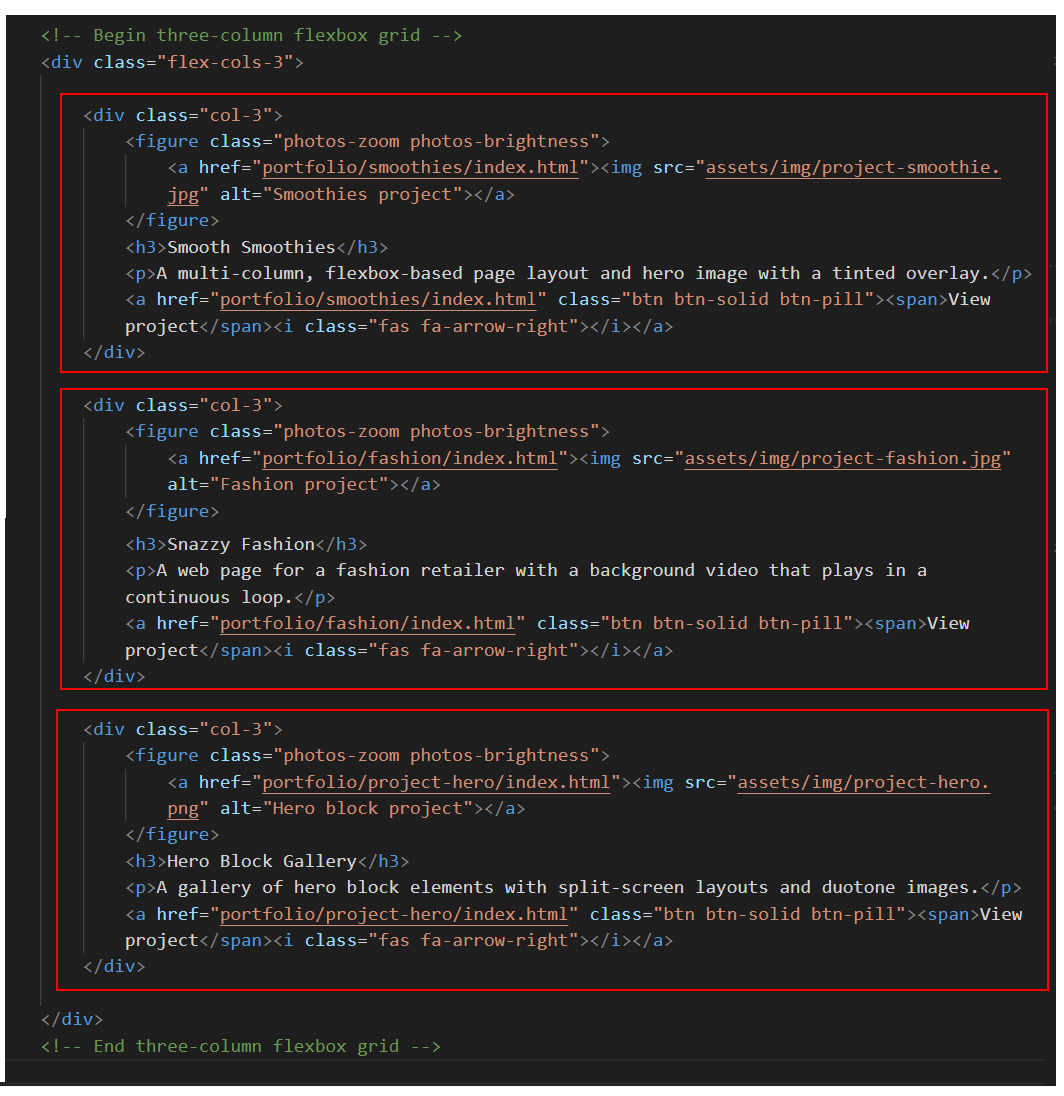 <!-- Begin three-column flexbox grid -->
<div class="flex-cols-3">
<div class="col-3">
<figure class="photos-zoom photos-brightness">
<a href="portfolio/smoothies/index.html"><img src="assets/img/project-smoothie.
jpg" alt="Smoothies project"></a>
</figure>
<h3>Smooth Smoothies</h3>
<p>A multi-column, flexbox-based page layout and hero image with a tinted overlay.</p>
<a href="portfolio/smoothies/index.html" class="btn btn-solid btn-pill"><span>View
project</span><i class="fas fa-arrow-right"></i></a>
</div>
<div class="col-3">
<figure class="photos-zoom photos-brightness">
<a href="portfolio/fashion/index.html"><img src="assets/img/project-fashion.jpg"
alt="Fashion project"></a>
</figure>
<h3>Snazzy Fashion</h3>
<p>A web page for a fashion retailer with a background video that plays in a
continuous loop.</p>
<a href="portfolio/fashion/index.html" class="btn btn-solid btn-pill"><span>View
project</span><i class="fas fa-arrow-right"></i></a>
</div>
<div class="col-3">
<figure class="photos-zoom photos-brightness">
<a href="portfolio/project-hero/index.html"><img src="assets/img/project-hero.
png" alt="Hero block project"></a>
</figure>
<h3>Hero Block Gallery</h3>
<p>A gallery of hero block elements with split-screen layouts and duotone images.</p>
<a href="portfolio/project-hero/index.html" class="btn btn-solid btn-pill"><span>View
project</span><i class="fas fa-arrow-right"></i></a>
</div>
</div>
<!-- End three-column flexbox grid -->